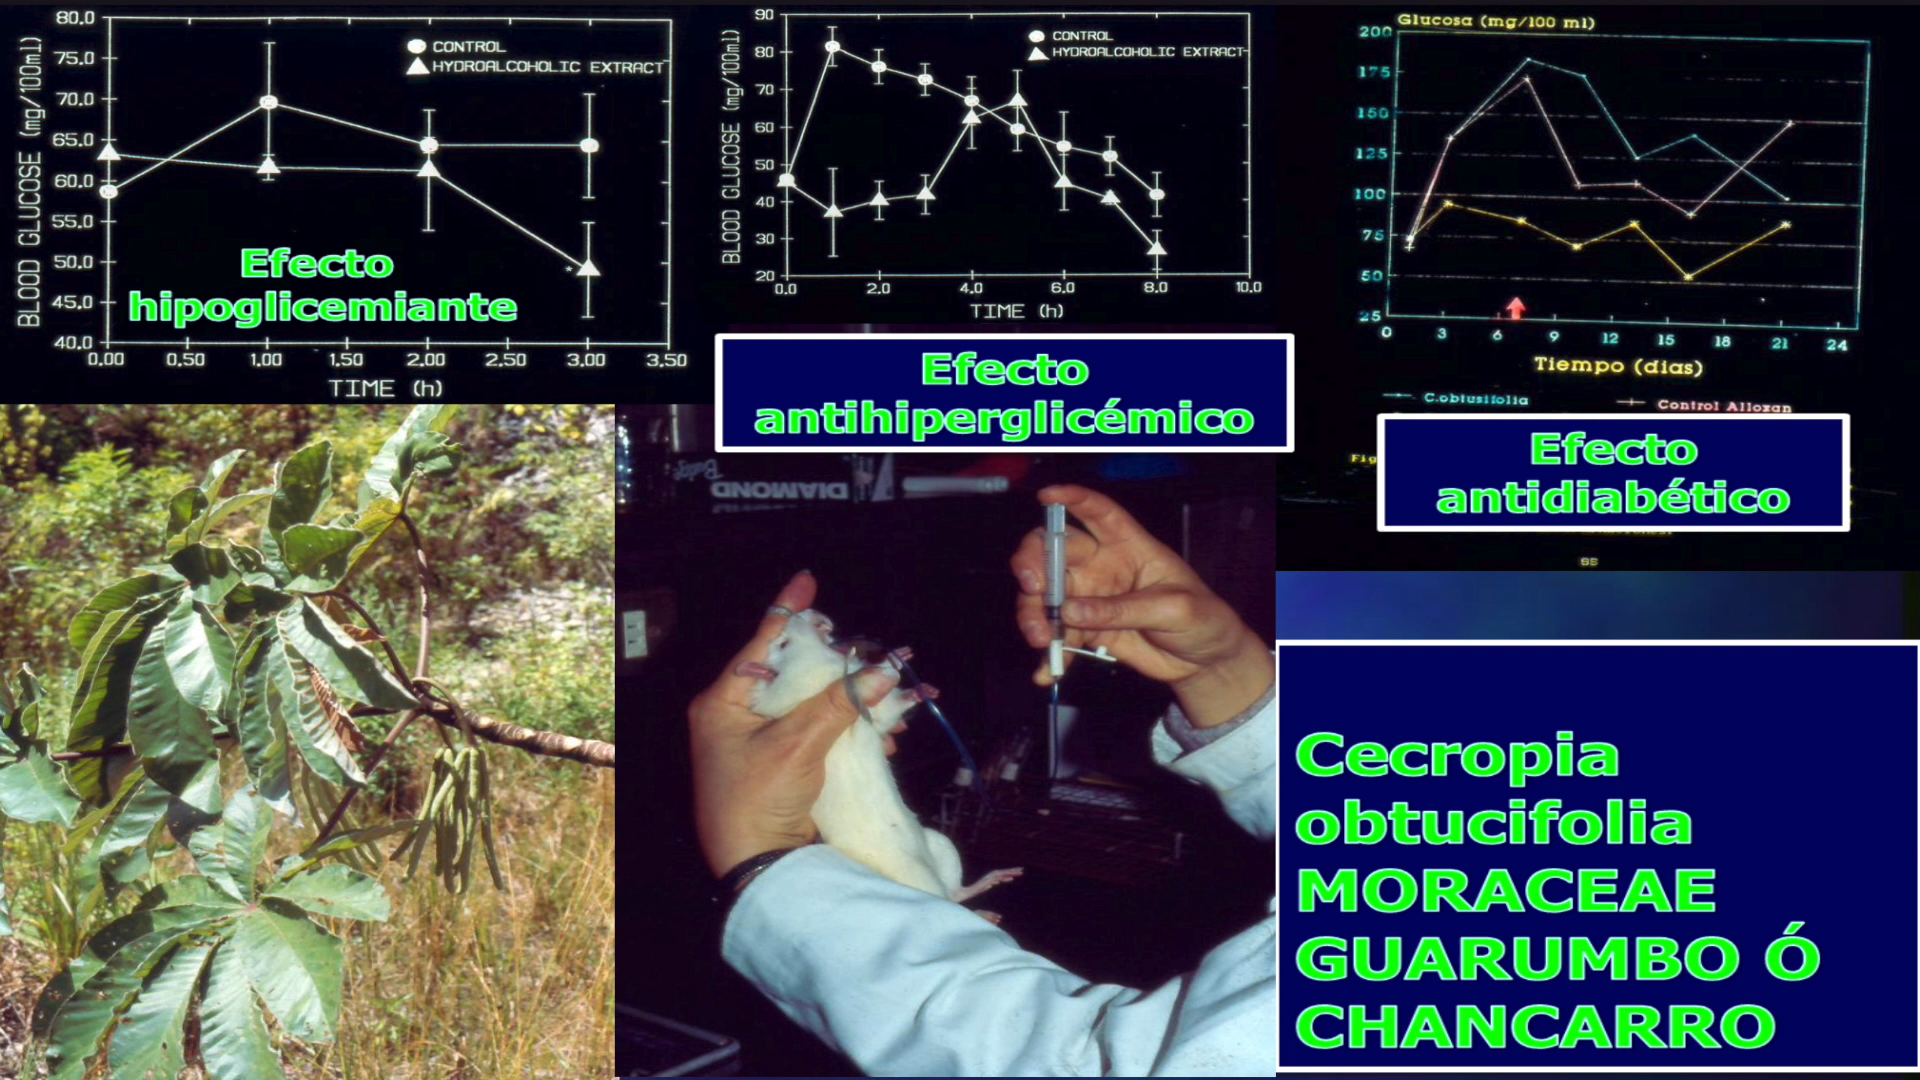 80.0
75.0
70.0
65.0
60.0
55.0
50.0
45.0
40.0
BLOOD GLUCOSE (mg/100ml)
CONTROL
HYDROALCOHOLIC EXTRACT
*
Efecto
hipoglicemiante
0.00 0.50 1.00 1.50 2.00 2.50 3.00 3.50
TIME (h)
90
80
70
60
50
40
30
20
BLOOD GLUCOSE (mg/100ml)
CONTROL
HYDROALCOHOLIC EXTRACT
0.0 2.0 4.0 6.0 8.0 10.0
TIME (h)
Efecto
antihiperglicémico
Glucosa (mg/100 ml)
200
175
150
125
100
75
50
25
0 3 6 9 12 15 18 21 24
Tiempo (dias)
C.obtusifolia Control Alloxan
Fig
Efecto
antidiabético
DIAMOND
Cecropia
obtucifolia
MORACEAE
GUARUMBO Ó
CHANCARRO